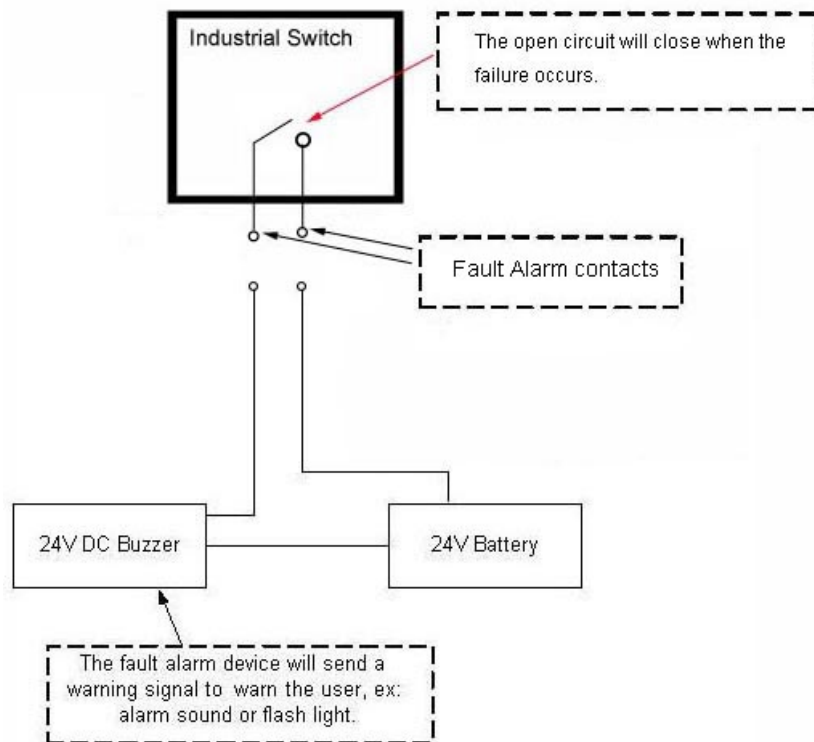 Industrial Switch
The open circuit will close when the
failure occurs.
Fault Alarm contacts
24V DC Buzzer
24V Battery
The fault alarm device will send a
warning signal to warn the user, ex:
alarm sound or flash light.